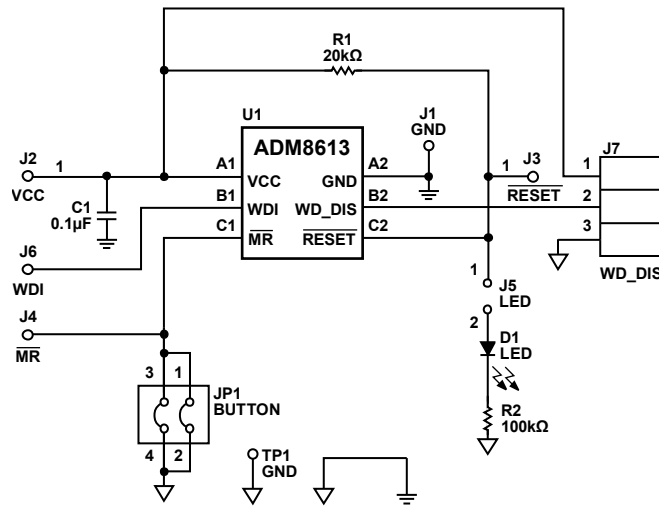 R1
20kΩ
U1
ADM8613
J1
GND
J7
J2
1
VCC
A1
VCC
GND
A2
1
J3
1
C1
0.1µF
B1
WDI
WD_DIS
B2
RESET
2
C1
MR
RESET
C2
3
J6
WDI
WD_DIS
1
J5
LED
J4
MR
2
D1
LED
3
1
JP1
BUTTON
R2
100kΩ
4
2
TP1
GND